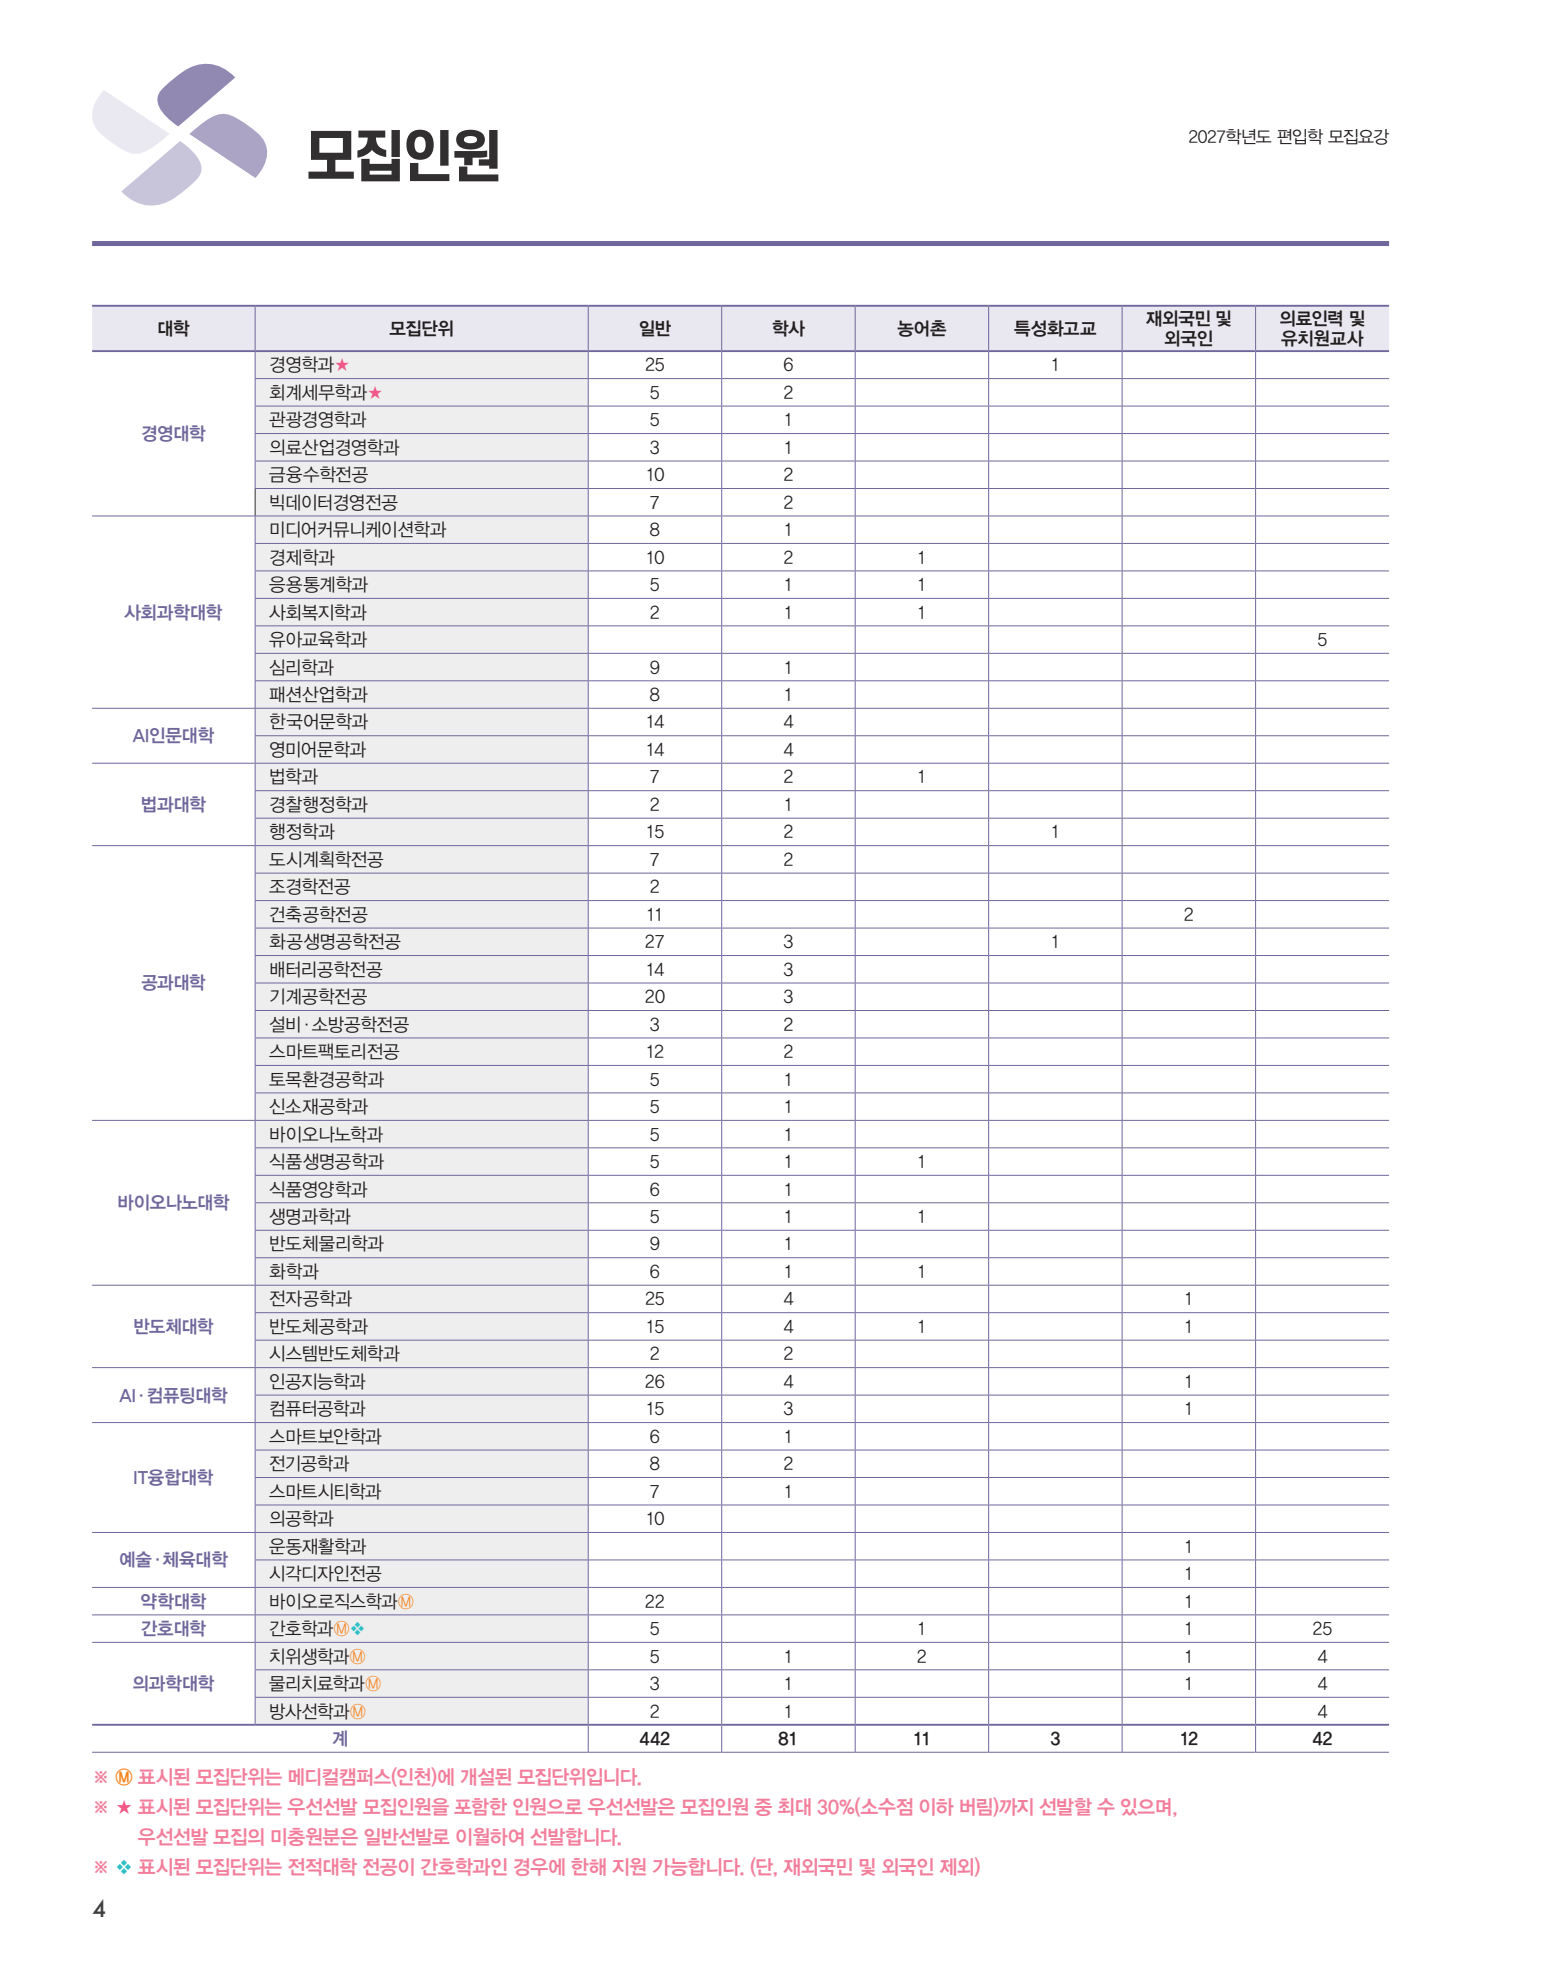 모집인원
2027학년도 편입학 모집요강
대학 모집단위 일반 학사 농어촌 특성화고교 재외국민 및 외국인 의료인력 및 유치원교사
경영대학
경영학과★ 25 6 1
회계세무학과★ 5 2
관광경영학과 5 1
의료산업경영학과 3 1
금융수학전공 10 2
빅데이터경영전공 7 2
사회과학대학
미디어커뮤니케이션학과 8 1
경제학과 10 2 1
응용통계학과 5 1 1
사회복지학과 2 1 1
유아교육학과 5
심리학과 9 1
패션산업학과 8 1
AI인문대학
한국어문학과 14 4
영미어문학과 14 4
법과대학
법학과 7 2 1
경찰행정학과 2 1
행정학과 15 2 1
공과대학
도시계획학전공 7 2
조경학전공 2
건축공학전공 11 2
화공생명공학전공 27 3 1
배터리공학전공 14 3
기계공학전공 20 3
설비·소방공학전공 3 2
스마트팩토리전공 12 2
토목환경공학과 5 1
신소재공학과 5 1
바이오나노대학
바이오나노학과 5 1
식품생명공학과 5 1 1
식품영양학과 6 1
생명과학과 5 1 1
반도체물리학과 9 1
화학과 6 1 1
반도체대학
전자공학과 25 4 1
반도체공학과 15 4 1 1
시스템반도체학과 2 2
AI·컴퓨팅대학
인공지능학과 26 4 1
컴퓨터공학과 15 3 1
IT융합대학
스마트보안학과 6 1
전기공학과 8 2
스마트시티학과 7 1
의공학과 10
예술·체육대학
운동재활학과 1
시각디자인전공 1
약학대학 바이오로직스학과Ⓜ 22 1
간호대학 간호학과Ⓜ❖ 5 1 1 25
의과학대학
치위생학과Ⓜ 5 1 2 1 4
물리치료학과Ⓜ 3 1 1 4
방사선학과Ⓜ 2 1 4
계 442 81 11 3 12 42
※ Ⓜ 표시된 모집단위는 메디컬캠퍼스(인천)에 개설된 모집단위입니다.
※ ★ 표시된 모집단위는 우선선발 모집인원을 포함한 인원으로 우선선발은 모집인원 중 최대 30%(소수점 이하 버림)까지 선발할 수 있으며,
우선선발 모집의 미충원분은 일반선발로 이월하여 선발합니다.
※ ❖ 표시된 모집단위는 전적대학 전공이 간호학과인 경우에 한해 지원 가능합니다. (단, 재외국민 및 외국인 제외)
4